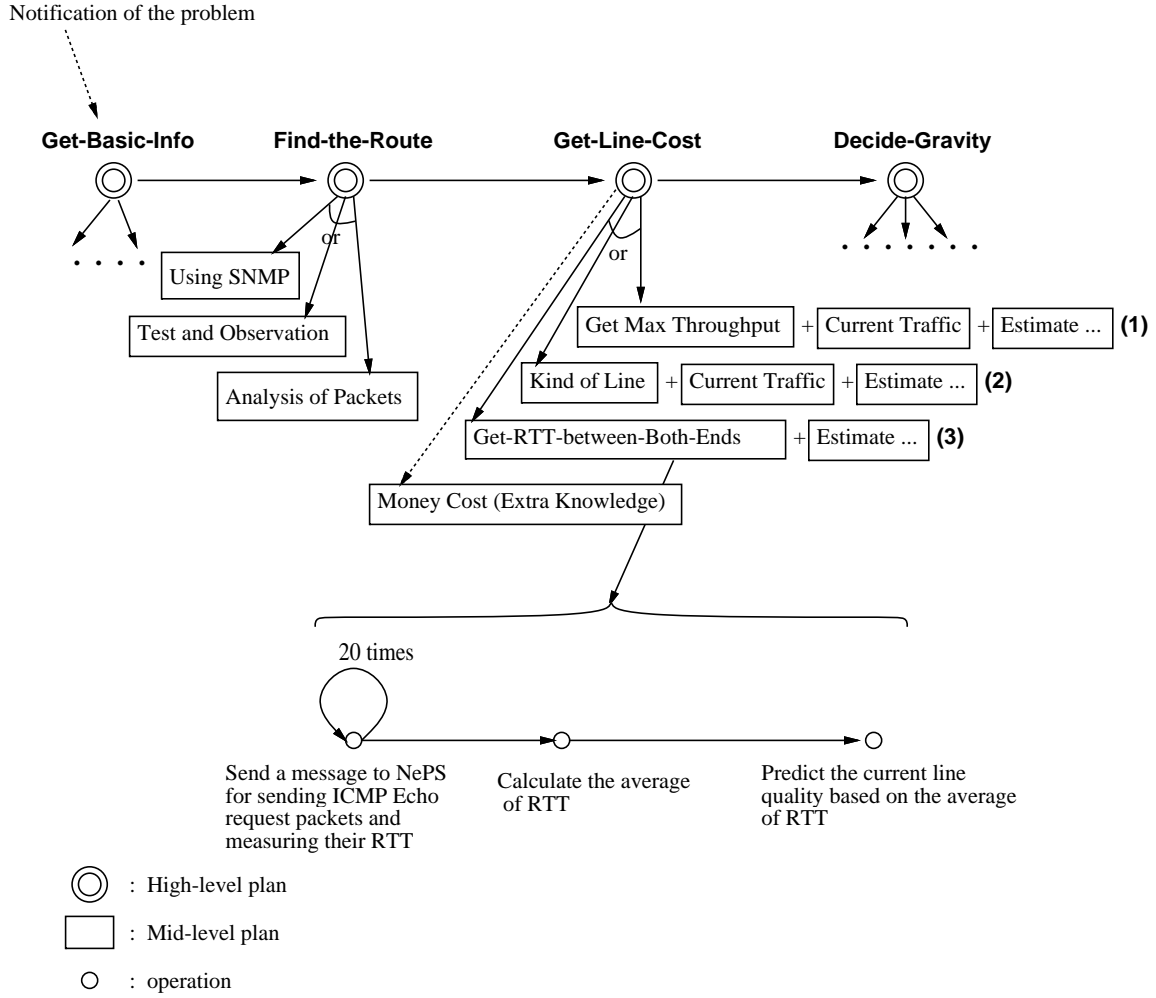 Notification of the problem
Get-Basic-Info
Find-the-Route
Get-Line-Cost
Decide-Gravity
or
or
Using SNMP
Test and Observation
Analysis of Packets
Get Max Throughput + Current Traffic + Estimate ... (1)
Kind of Line + Current Traffic + Estimate ... (2)
Get-RTT-between-Both-Ends + Estimate ... (3)
Money Cost (Extra Knowledge)
20 times
Send a message to NePS
for sending ICMP Echo
request packets and
measuring their RTT
Calculate the average
of RTT
Predict the current line
quality based on the average
of RTT
: High-level plan
: Mid-level plan
: operation